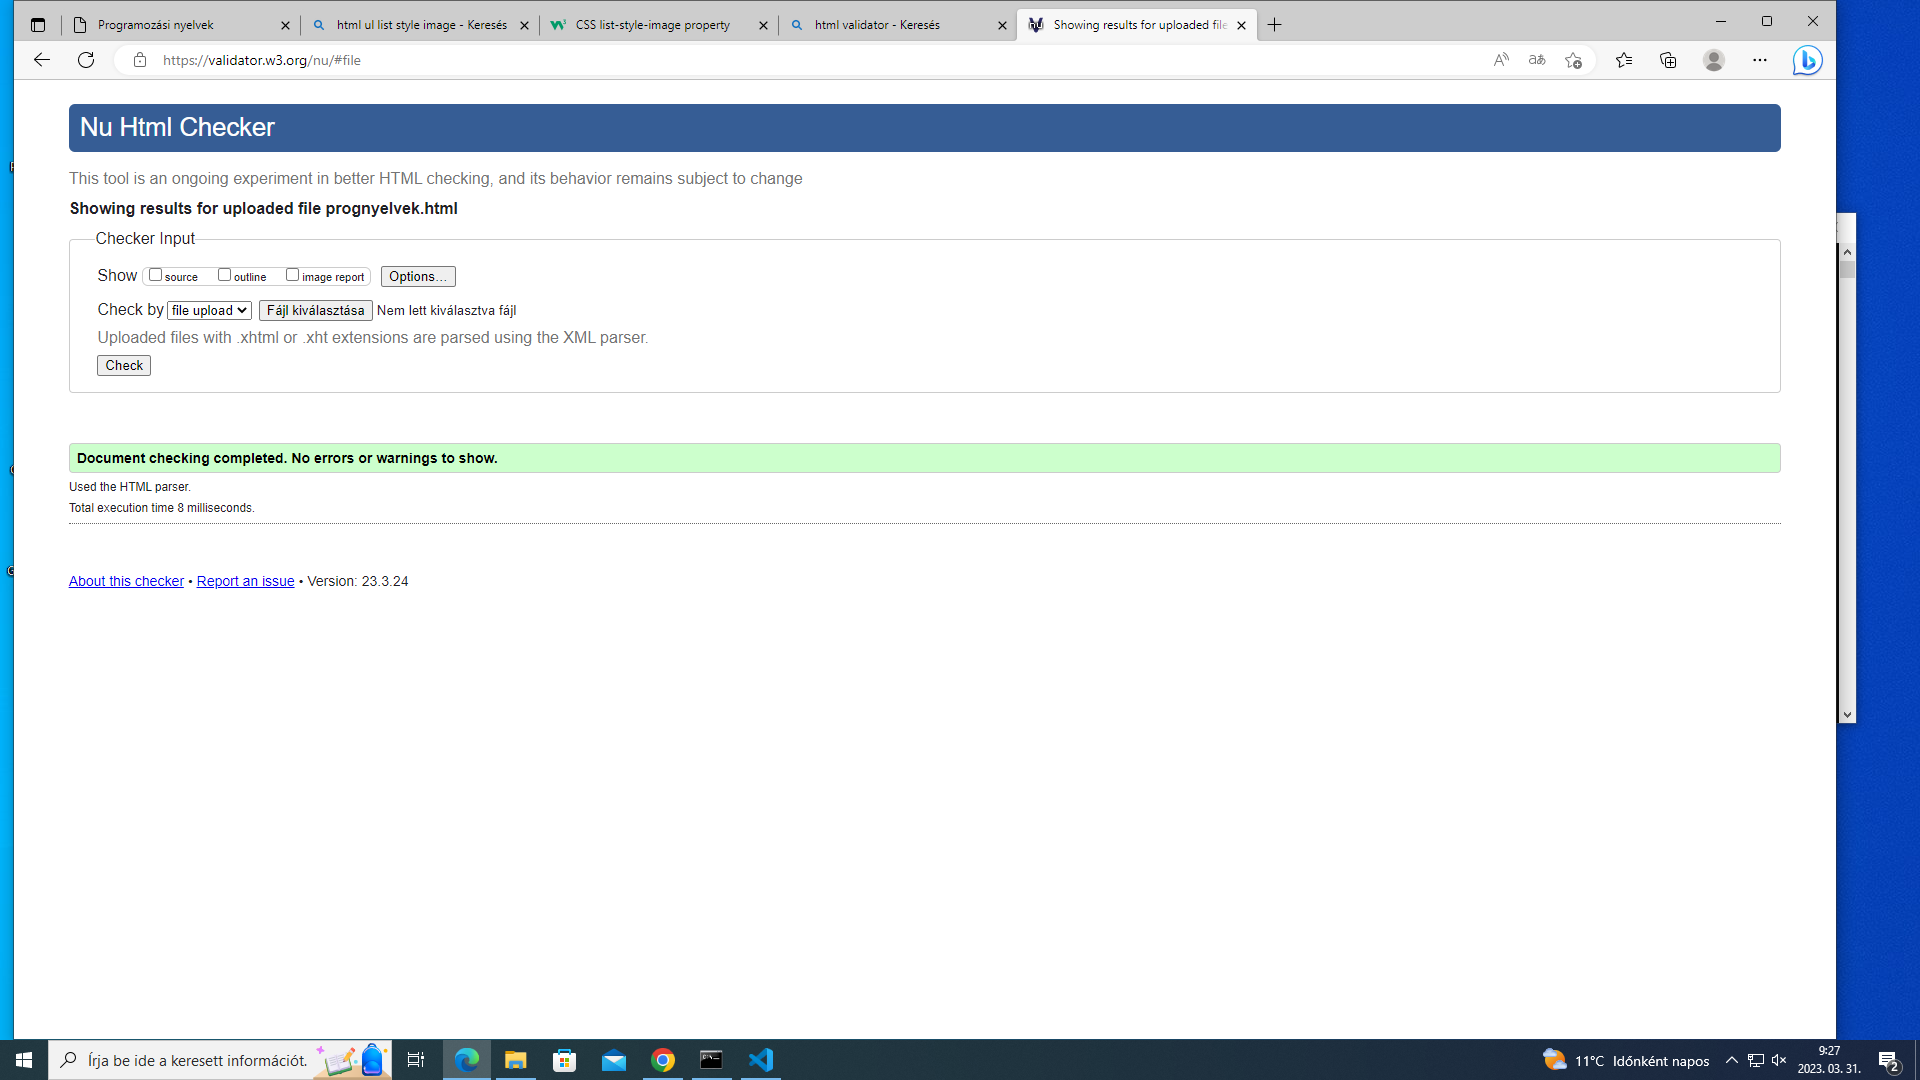 Programozási nyelvek
html ul list style image - Keresés
CSS list-style-image property
html validator - Keresés
Showing results for uploaded file
https://validator.w3.org/nu/#file
Nu Html Checker
This tool is an ongoing experiment in better HTML checking, and its behavior remains subject to change
Showing results for uploaded file prognyelvek.html
Checker Input
Show source outline image report Options...
Check by file upload Fájl kiválasztása Nem lett kiválasztva fájl
Uploaded files with .xhtml or .xht extensions are parsed using the XML parser.
Check
Document checking completed. No errors or warnings to show.
Used the HTML parser.
Total execution time 8 milliseconds.
About this checker • Report an issue • Version: 23.3.24
Írja be ide a keresett információt.
11°C Időnként napos
9:27
2023. 03. 31.
2